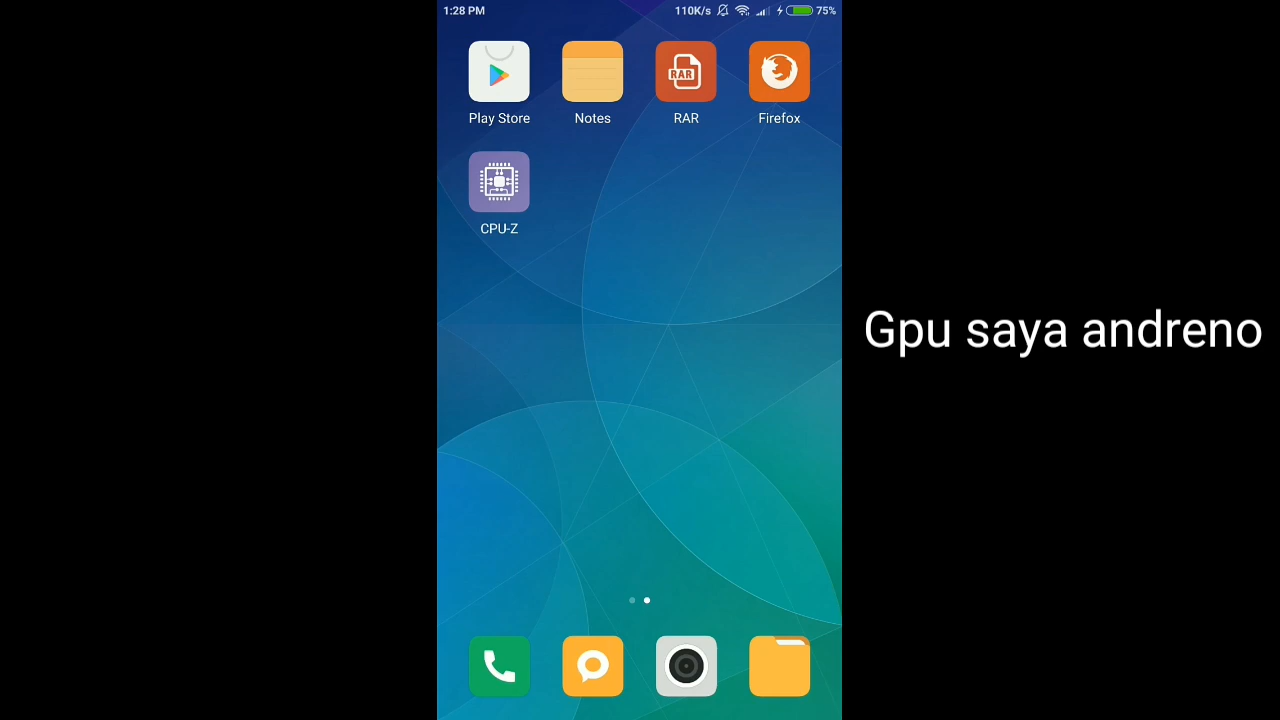 1:28 PM 110K/s 75%
Play Store Notes RAR Firefox
CPU-Z
Gpu saya andreno